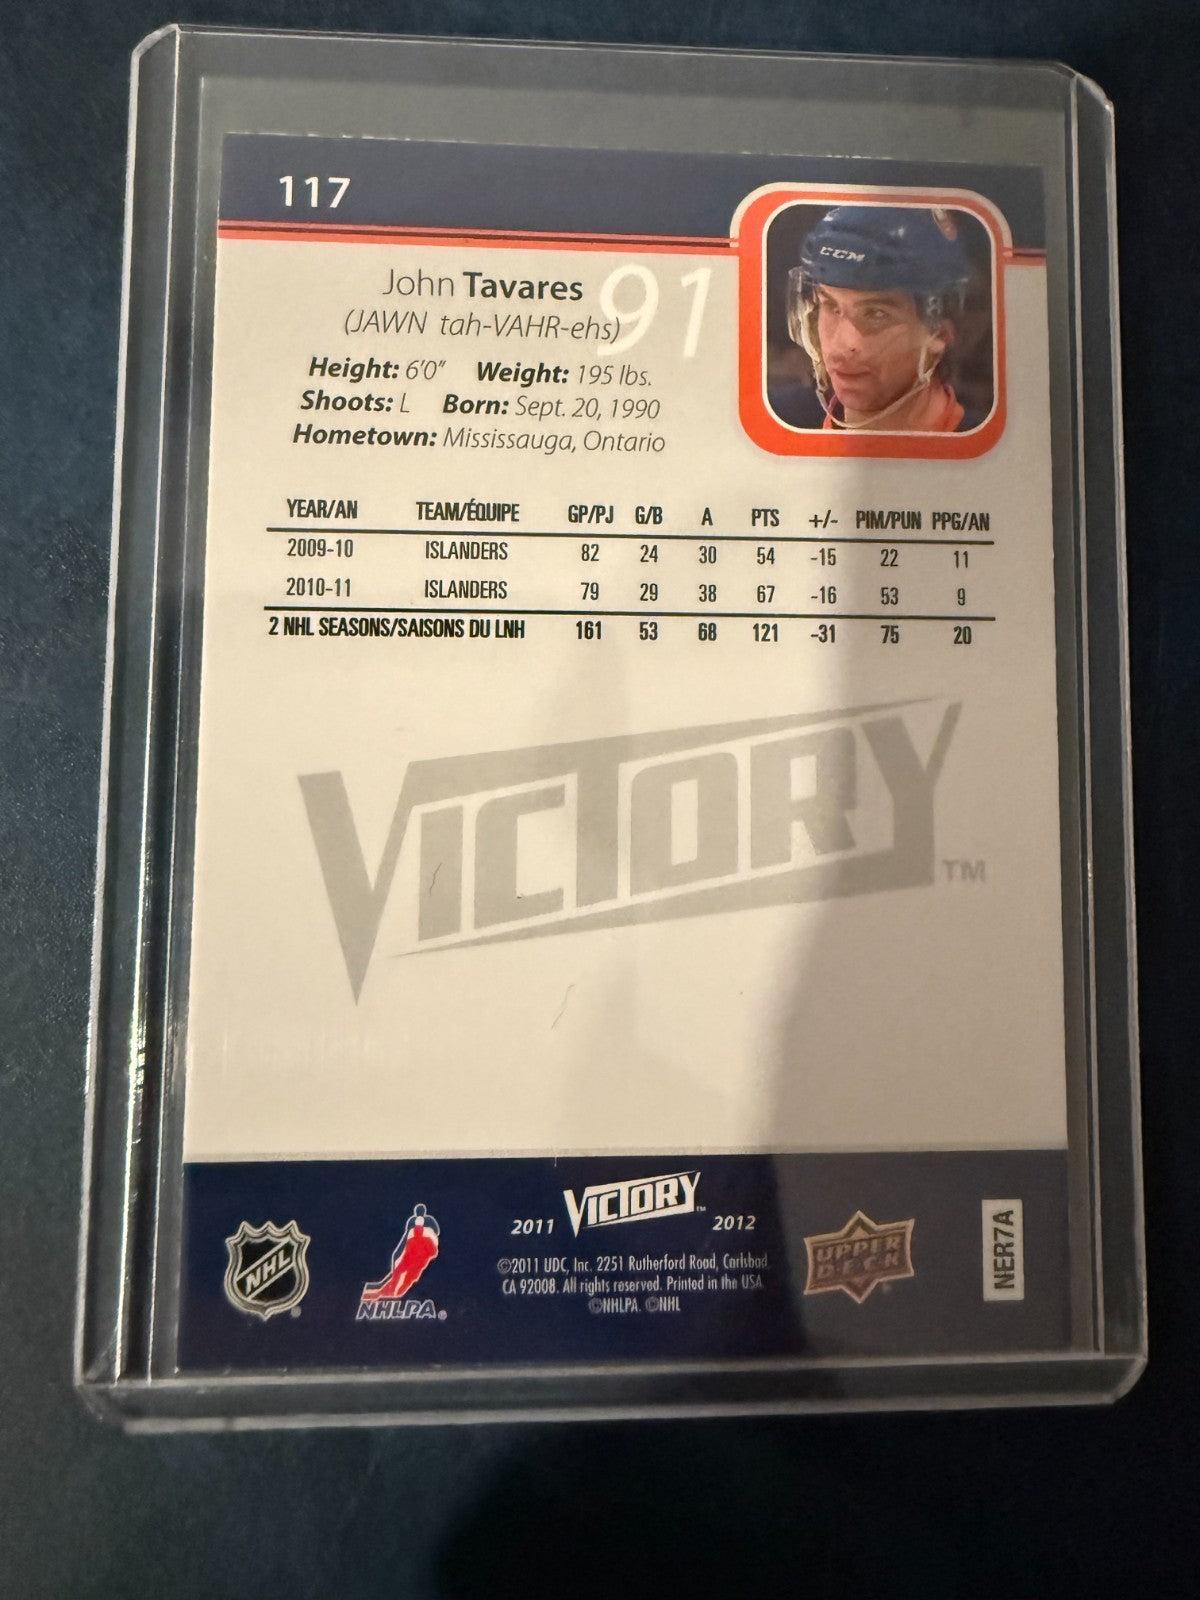 117
CCM
John Tavares 91
(JAWN tah-VAHR-ehs)
Height: 6'0" Weight: 195 lbs.
Shoots: L Born: Sept. 20, 1990
Hometown: Mississauga, Ontario
YEAR/AN TEAM/ÉQUIPE GP/PJ G/B A PTS +/- PIM/PUN PPG/AN
2009-10 ISLANDERS 82 24 30 54 -15 22 11
2010-11 ISLANDERS 79 29 38 67 -16 53 9
2 NHL SEASONS/SAISONS DU LNH 161 53 68 121 -31 75 20
VICTORY TM
2011 VICTORY TM 2012
©2011 UDC, Inc. 2251 Rutherford Road, Carlsbad
CA 92008. All rights reserved. Printed in the USA
©NHLPA. ©NHL
NHL ®
NHLPA ®
UPPER
DECK
NER7A